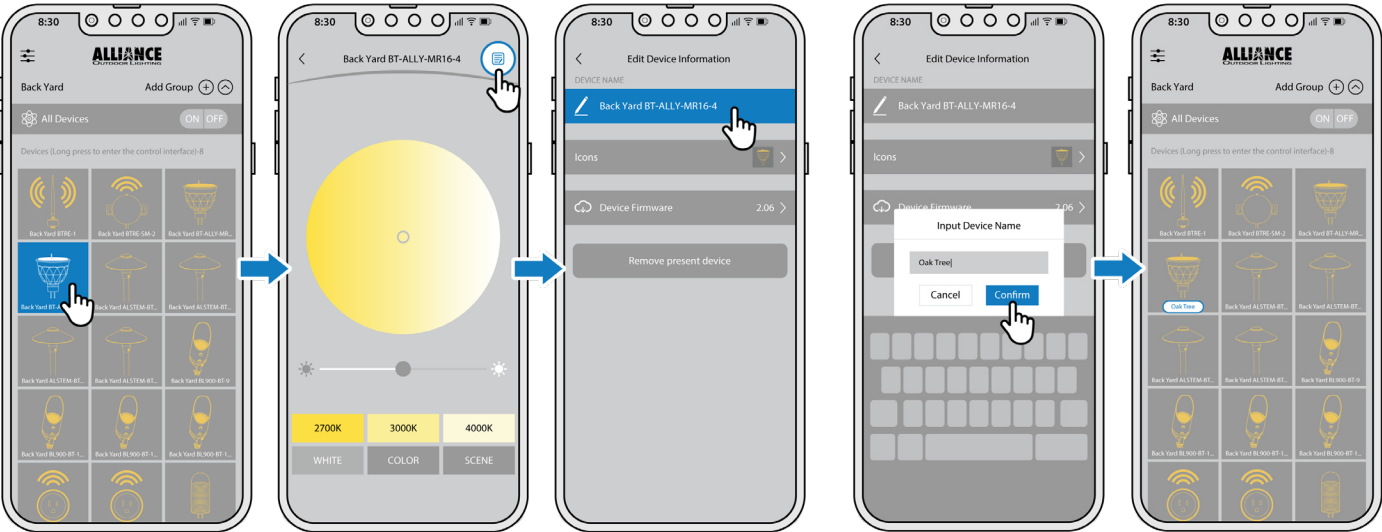 8:30
ALLIANCE
OUTDOOR LIGHTING
Back Yard Add Group
All Devices ON OFF
Devices (Long press to enter the control interface)-8
Back Yard BTRE-1 Back Yard BTRE-SM-2 Back Yard BT-ALLY-MR...
Back Yard BT-A Back Yard ALSTEM-BT... Back Yard ALSTEM-BT...
Back Yard ALSTEM-BT... Back Yard ALSTEM-BT... Back Yard BL900-BT-9
Back Yard BL900-BT-1... Back Yard BL900-BT-1... Back Yard BL900-BT-1...
8:30
Back Yard BT-ALLY-MR16-4
2700K 3000K 4000K
WHITE COLOR SCENE
8:30
Edit Device Information
DEVICE NAME
Back Yard BT-ALLY-MR16-4
Icons
Device Firmware 2.06
Remove present device
8:30
Edit Device Information
DEVICE NAME
Back Yard BT-ALLY-MR16-4
Icons
Device Firmware 2.06
Input Device Name
Oak Tree
Cancel Confirm
8:30
ALLIANCE
OUTDOOR LIGHTING
Back Yard Add Group
All Devices ON OFF
Devices (Long press to enter the control interface)-8
Back Yard BTRE-1 Back Yard BTRE-SM-2 Back Yard BT-ALLY-MR...
Oak Tree Back Yard ALSTEM-BT... Back Yard ALSTEM-BT...
Back Yard ALSTEM-BT... Back Yard ALSTEM-BT... Back Yard BL900-BT-9
Back Yard BL900-BT-1... Back Yard BL900-BT-1... Back Yard BL900-BT-1...